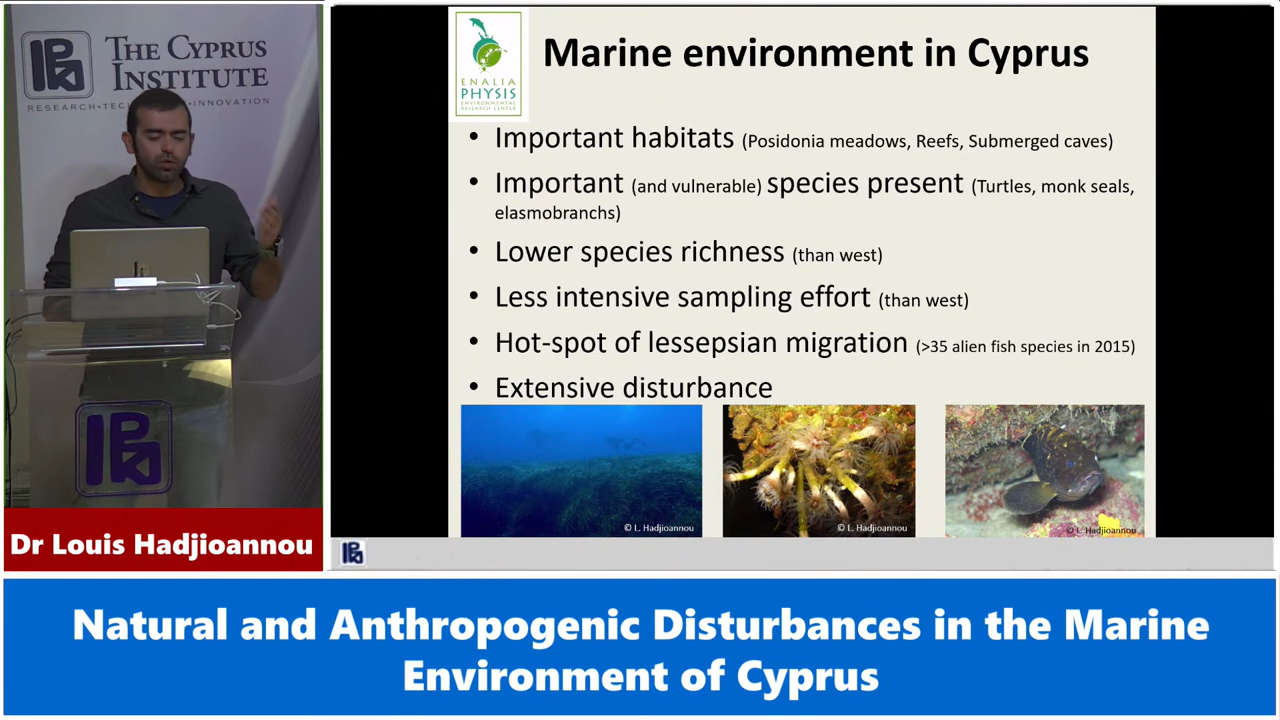 THE CYPRUS
INSTITUTE
RESEARCH•TEC INNOVATION
ENALIA
PHYSIS
ENVIRONMENTAL
RESEARCH CENTER
Marine environment in Cyprus
• Important habitats (Posidonia meadows, Reefs, Submerged caves)
• Important (and vulnerable) species present (Turtles, monk seals,
elasmobranchs)
• Lower species richness (than west)
• Less intensive sampling effort (than west)
• Hot-spot of lessepsian migration (>35 alien fish species in 2015)
• Extensive disturbance
© L. Hadjioannou
© L. Hadjioannou
© L. Hadjioannou
Dr Louis Hadjioannou
Natural and Anthropogenic Disturbances in the Marine
Environment of Cyprus